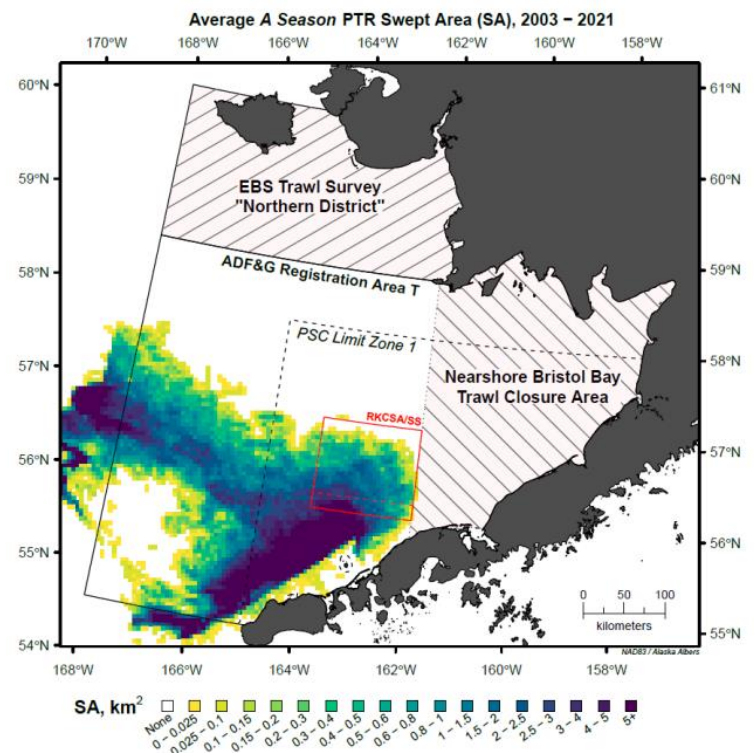 Average A Season PTR Swept Area (SA), 2003 − 2021
170°W 168°W 166°W 164°W 162°W 160°W 158°W
60°N
61°N
59°N
60°N
EBS Trawl Survey
"Northern District"
58°N
59°N
ADF&G Registration Area T
57°N
58°N
PSC Limit Zone 1
Nearshore Bristol Bay
Trawl Closure Area
RKCSA/SS
56°N
57°N
55°N
56°N
0 50 100
kilometers
54°N
55°N
NAD83 / Alaska Albers
168°W 166°W 164°W 162°W 160°W 158°W
SA, km²
None
0 − 0.025
0.025 − 0.1
0.1 − 0.15
0.15 − 0.2
0.2 − 0.3
0.3 − 0.4
0.4 − 0.5
0.5 − 0.6
0.6 − 0.8
0.8 − 1
1 − 1.5
1.5 − 2
2 − 2.5
2.5 − 3
3 − 4
4 − 5
5+